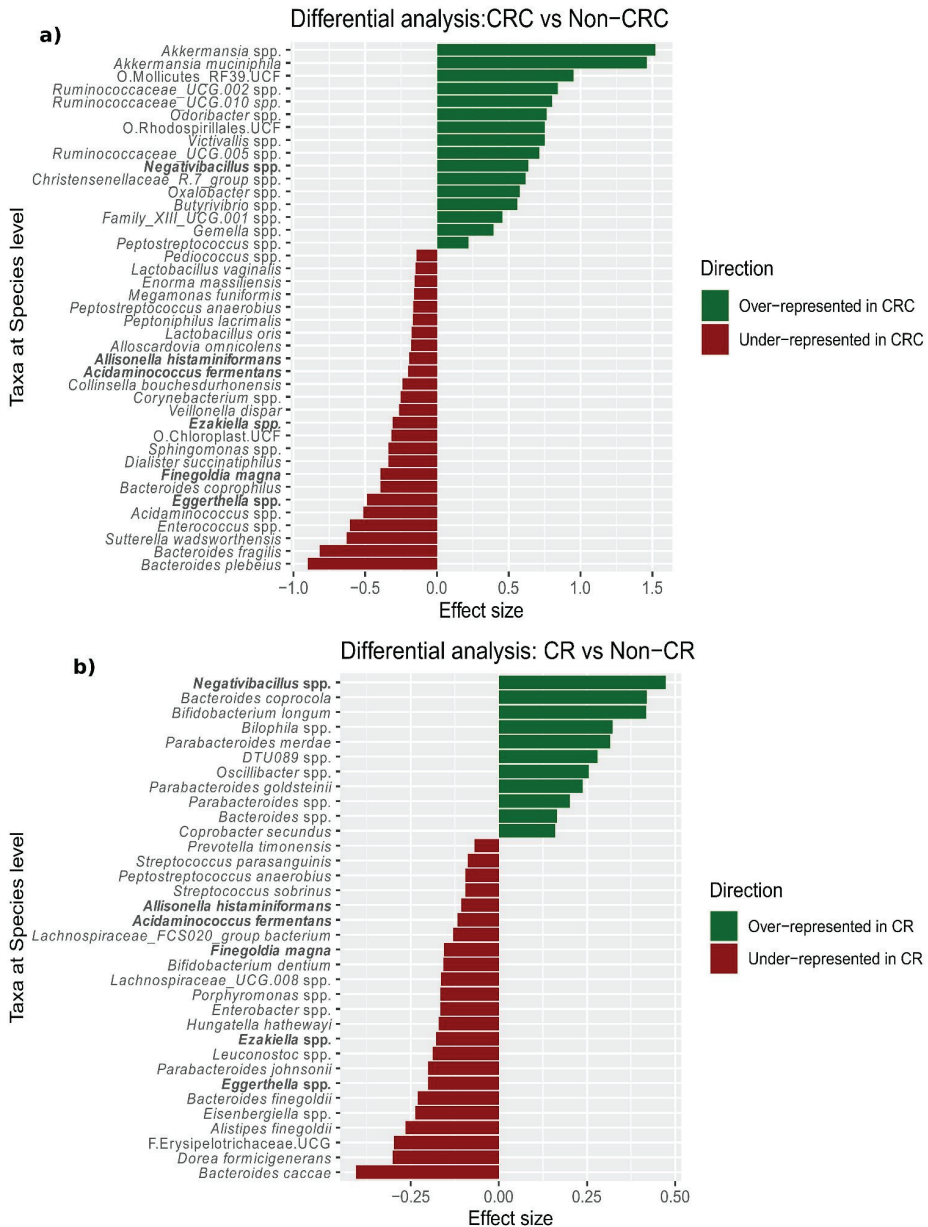 Differential analysis:CRC vs Non−CRC
a)
Taxa at Species level
Akkermansia spp.
Akkermansia muciniphila
O.Mollicutes_RF39.UCF
Ruminococcaceae_UCG.002 spp.
Ruminococcaceae_UCG.010 spp.
Odoribacter spp.
O.Rhodospirillales.UCF
Victivallis spp.
Ruminococcaceae_UCG.005 spp.
Negativibacillus spp.
Christensenellaceae_R.7_group spp.
Oxalobacter spp.
Butyrivibrio spp.
Family_XIII_UCG.001 spp.
Gemella spp.
Peptostreptococcus spp.
Pediococcus spp.
Lactobacillus vaginalis
Enorma massiliensis
Megamonas funiformis
Peptostreptococcus anaerobius
Peptoniphilus lacrimalis
Lactobacillus oris
Alloscardovia omnicolens
Allisonella histaminiformans
Acidaminococcus fermentans
Collinsella bouchesdurhonensis
Corynebacterium spp.
Veillonella dispar
Ezakiella spp.
O.Chloroplast.UCF
Sphingomonas spp.
Dialister succinatiphilus
Finegoldia magna
Bacteroides coprophilus
Eggerthella spp.
Acidaminococcus spp.
Enterococcus spp.
Sutterella wadsworthensis
Bacteroides fragilis
Bacteroides plebeius
−1.0 −0.5 0.0 0.5 1.0 1.5
Effect size
Direction
Over−represented in CRC
Under−represented in CRC
Differential analysis: CR vs Non−CR
b)
Taxa at Species level
Negativibacillus spp.
Bacteroides coprocola
Bifidobacterium longum
Bilophila spp.
Parabacteroides merdae
DTU089 spp.
Oscillibacter spp.
Parabacteroides goldsteinii
Parabacteroides spp.
Bacteroides spp.
Coprobacter secundus
Prevotella timonensis
Streptococcus parasanguinis
Peptostreptococcus anaerobius
Streptococcus sobrinus
Allisonella histaminiformans
Acidaminococcus fermentans
Lachnospiraceae_FCS020_group bacterium
Finegoldia magna
Bifidobacterium dentium
Lachnospiraceae_UCG.008 spp.
Porphyromonas spp.
Enterobacter spp.
Hungatella hathewayi
Ezakiella spp.
Leuconostoc spp.
Parabacteroides johnsonii
Eggerthella spp.
Bacteroides finegoldii
Eisenbergiella spp.
Alistipes finegoldii
F.Erysipelotrichaceae.UCG
Dorea formicigenerans
Bacteroides caccae
−0.25 0.00 0.25 0.50
Effect size
Direction
Over−represented in CR
Under−represented in CR